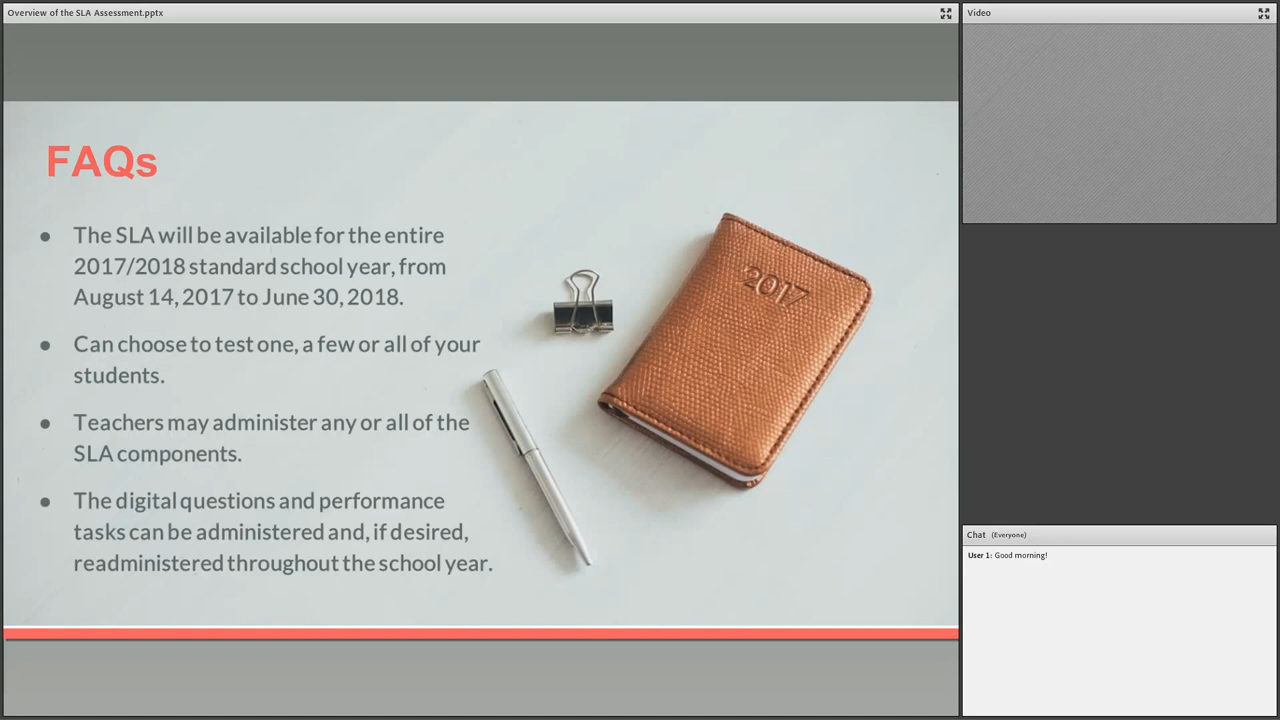 Overview of the SLA Assessment.pptx
Video
FAQs
2017
● The SLA will be available for the entire
2017/2018 standard school year, from
August 14, 2017 to June 30, 2018.
● Can choose to test one, a few or all of your
students.
● Teachers may administer any or all of the
SLA components.
● The digital questions and performance
tasks can be administered and, if desired,
readministered throughout the school year.
Chat (Everyone)
User 1: Good morning!